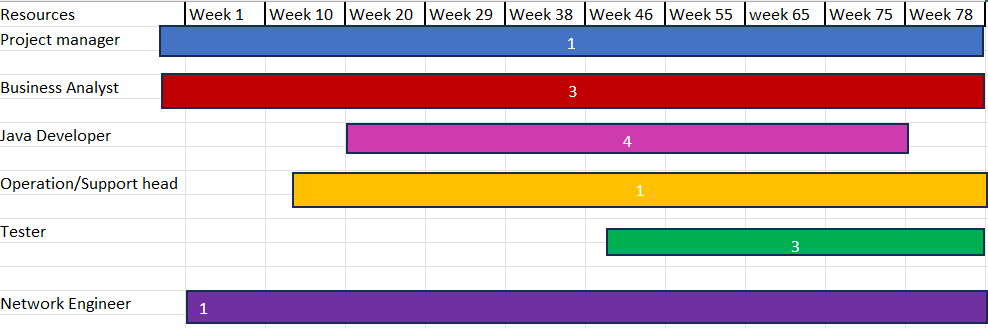 Resources Week 1 Week 10 Week 20 Week 29 Week 38 Week 46 Week 55 week 65 Week 75 Week 78
Project manager 1
Business Analyst 3
Java Developer 4
Operation/Support head 1
Tester 3
Network Engineer 1